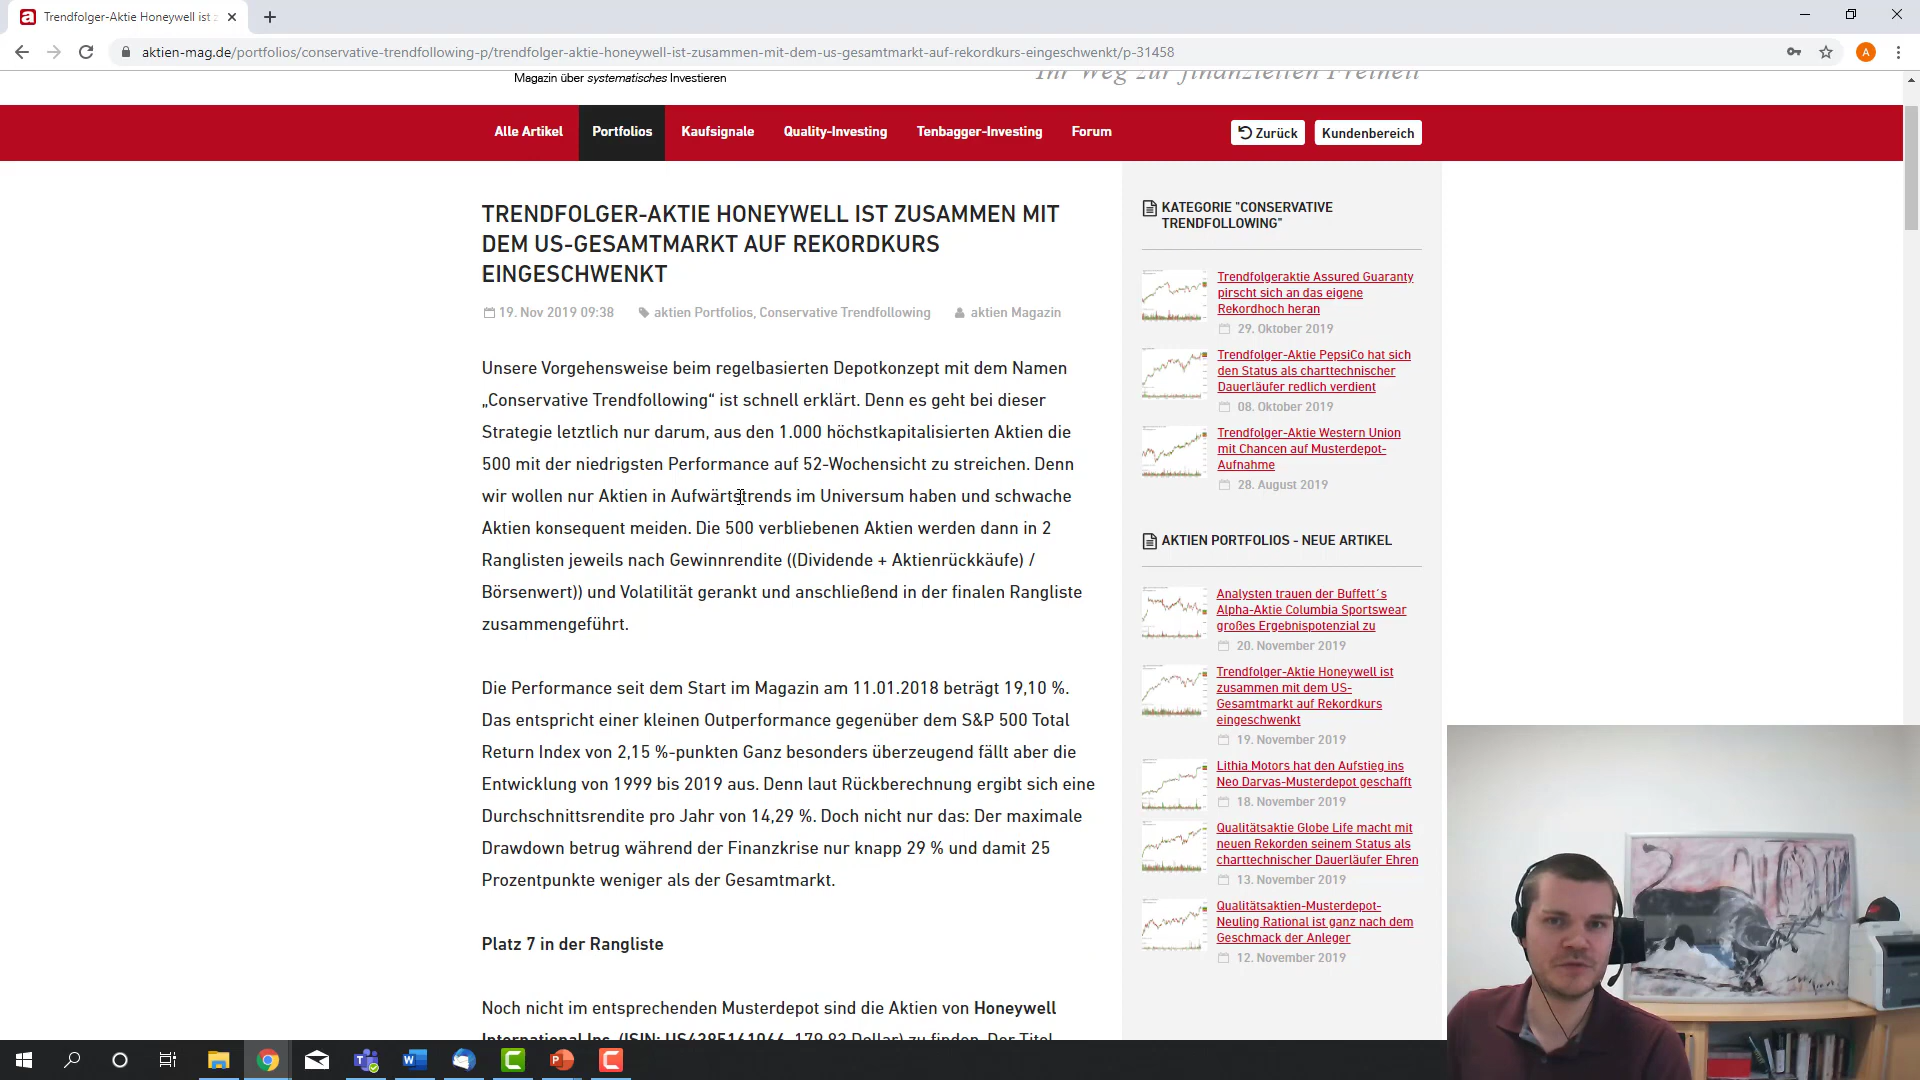 Trendfolger-Aktie Honeywell ist
aktien-mag.de/portfolios/conservative-trendfollowing-p/trendfolger-aktie-honeywell-ist-zusammen-mit-dem-us-gesamtmarkt-auf-rekordkurs-eingeschwenkt/p-31458
A
Magazin über systematisches Investieren
Ihr Weg zur finanziellen Freiheit
Alle Artikel
Portfolios
Kaufsignale
Quality-Investing
Tenbagger-Investing
Forum
Zurück
Kundenbereich
TRENDFOLGER-AKTIE HONEYWELL IST ZUSAMMEN MIT
DEM US-GESAMTMARKT AUF REKORDKURS
EINGESCHWENKT
19. Nov 2019 09:38 aktien Portfolios, Conservative Trendfollowing aktien Magazin
Unsere Vorgehensweise beim regelbasierten Depotkonzept mit dem Namen
„Conservative Trendfollowing“ ist schnell erklärt. Denn es geht bei dieser
Strategie letztlich nur darum, aus den 1.000 höchstkapitalisierten Aktien die
500 mit der niedrigsten Performance auf 52-Wochensicht zu streichen. Denn
wir wollen nur Aktien in Aufwärtstrends im Universum haben und schwache
Aktien konsequent meiden. Die 500 verbliebenen Aktien werden dann in 2
Ranglisten jeweils nach Gewinnrendite ((Dividende + Aktienrückkäufe) /
Börsenwert)) und Volatilität gerankt und anschließend in der finalen Rangliste
zusammengeführt.
Die Performance seit dem Start im Magazin am 11.01.2018 beträgt 19,10 %.
Das entspricht einer kleinen Outperformance gegenüber dem S&P 500 Total
Return Index von 2,15 %-punkten Ganz besonders überzeugend fällt aber die
Entwicklung von 1999 bis 2019 aus. Denn laut Rückberechnung ergibt sich eine
Durchschnittsrendite pro Jahr von 14,29 %. Doch nicht nur das: Der maximale
Drawdown betrug während der Finanzkrise nur knapp 29 % und damit 25
Prozentpunkte weniger als der Gesamtmarkt.
Platz 7 in der Rangliste
Noch nicht im entsprechenden Musterdepot sind die Aktien von Honeywell
International Inc. (ISIN: US4385161066, 179,83 Dollar) zu finden. Der Titel
KATEGORIE "CONSERVATIVE
TRENDFOLLOWING"
Trendfolgeraktie Assured Guaranty
pirscht sich an das eigene
Rekordhoch heran
29. Oktober 2019
Trendfolger-Aktie PepsiCo hat sich
den Status als charttechnischer
Dauerläufer redlich verdient
08. Oktober 2019
Trendfolger-Aktie Western Union
mit Chancen auf Musterdepot-
Aufnahme
28. August 2019
AKTIEN PORTFOLIOS - NEUE ARTIKEL
Analysten trauen der Buffett´s
Alpha-Aktie Columbia Sportswear
großes Ergebnispotenzial zu
20. November 2019
Trendfolger-Aktie Honeywell ist
zusammen mit dem US-
Gesamtmarkt auf Rekordkurs
eingeschwenkt
19. November 2019
Lithia Motors hat den Aufstieg ins
Neo Darvas-Musterdepot geschafft
18. November 2019
Qualitätsaktie Globe Life macht mit
neuen Rekorden seinem Status als
charttechnischer Dauerläufer Ehren
13. November 2019
Qualitätsaktien-Musterdepot-
Neuling Rational ist ganz nach dem
Geschmack der Anleger
12. November 2019